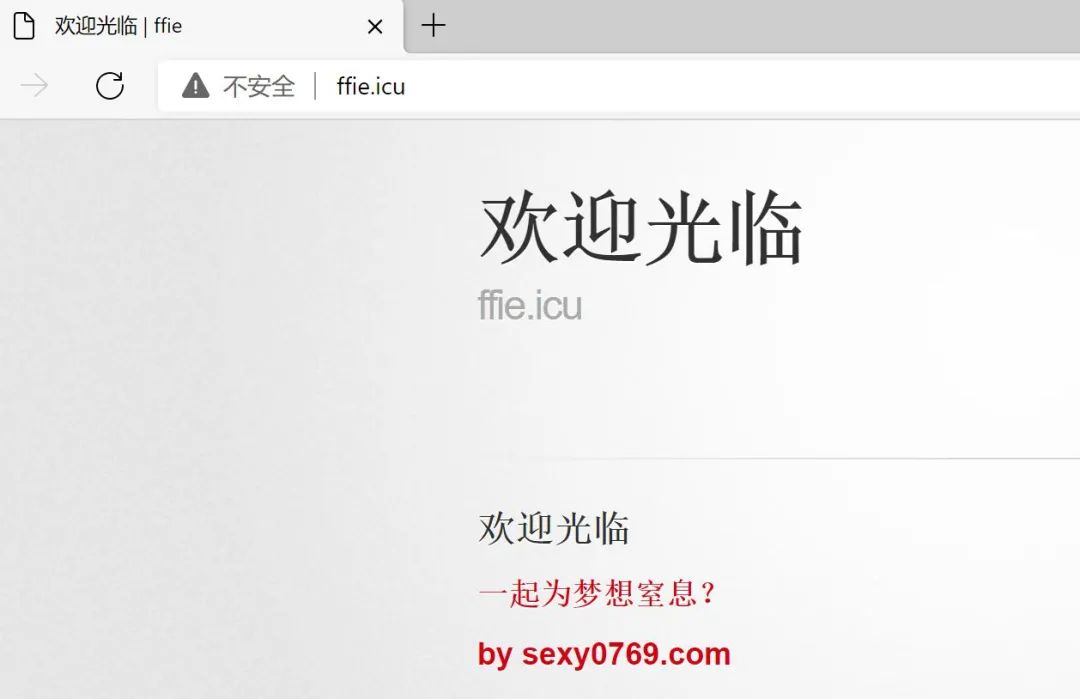 欢迎光临 | ffie
不安全 | ffie.icu
欢迎光临
ffie.icu
欢迎光临
一起为梦想窒息？
by sexy0769.com